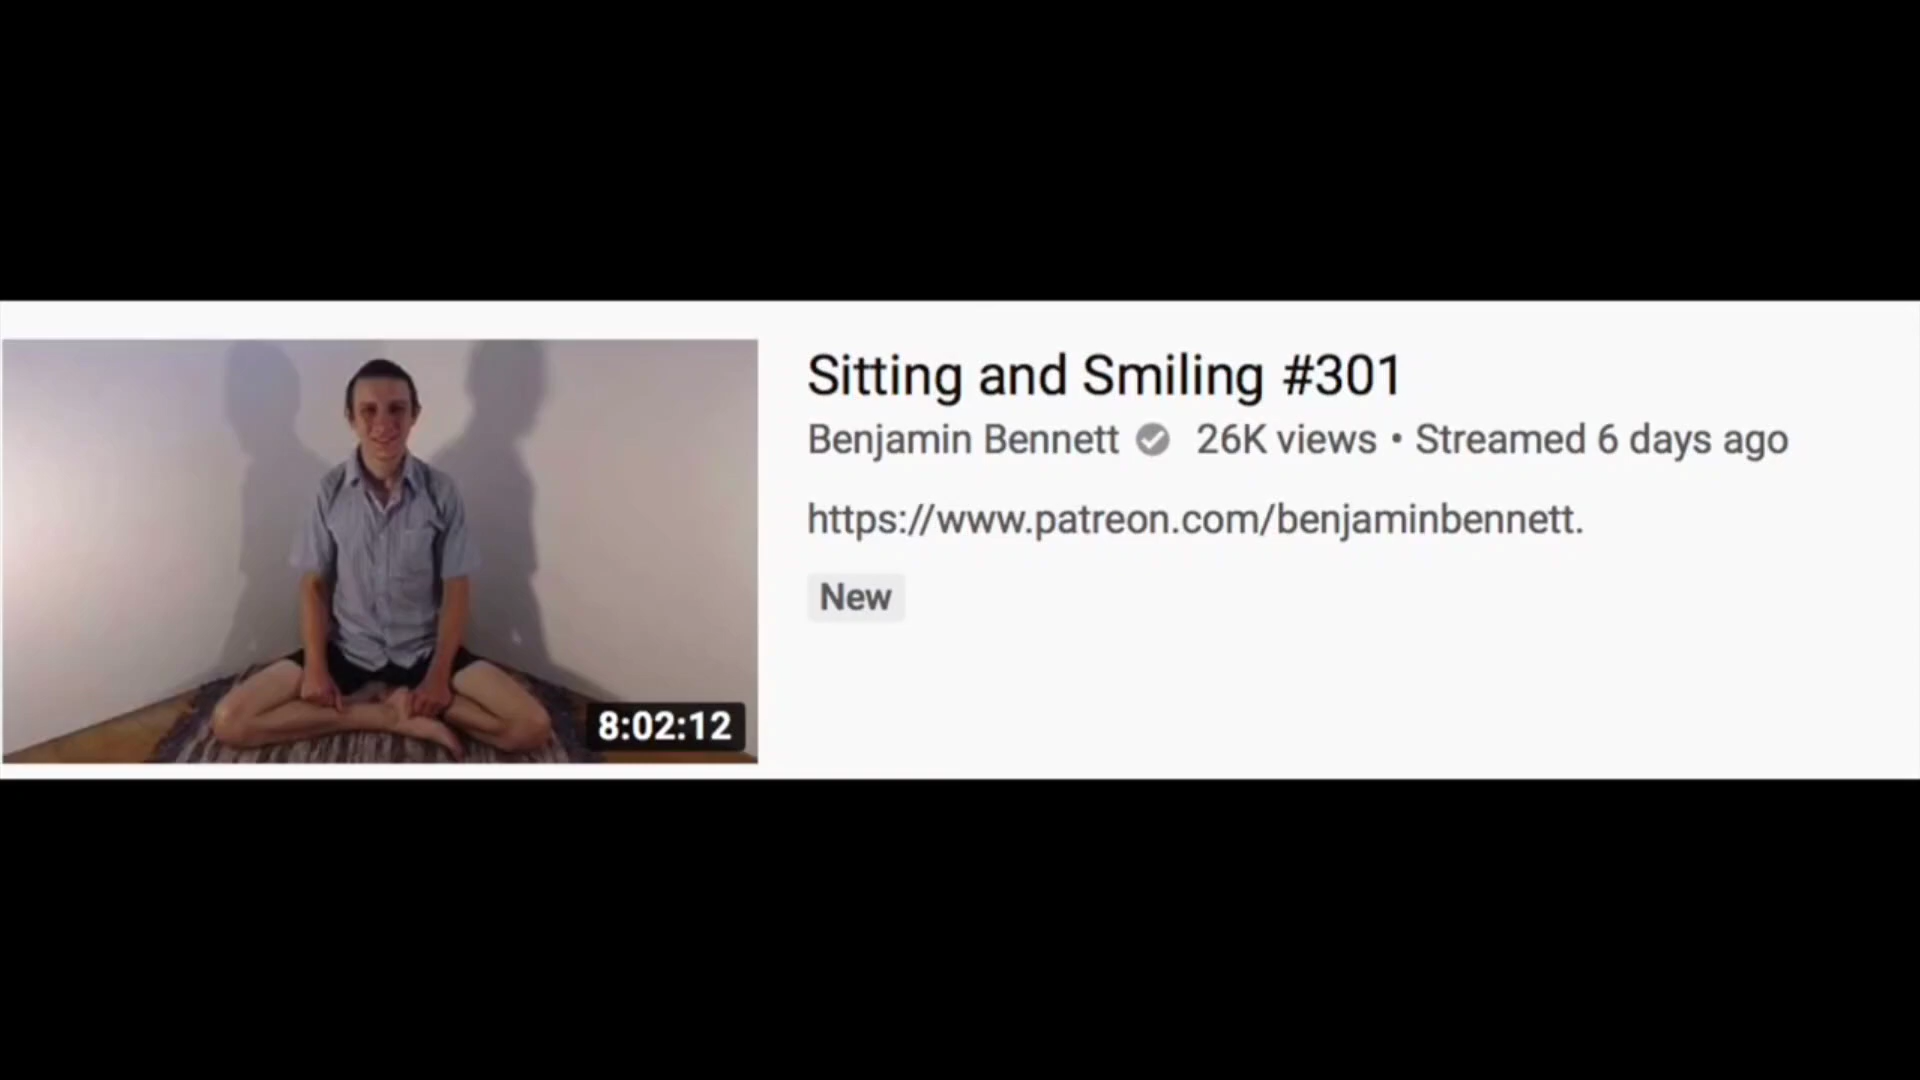 Sitting and Smiling #301
Benjamin Bennett 26K views • Streamed 6 days ago
https://www.patreon.com/benjaminbennett.
New
8:02:12